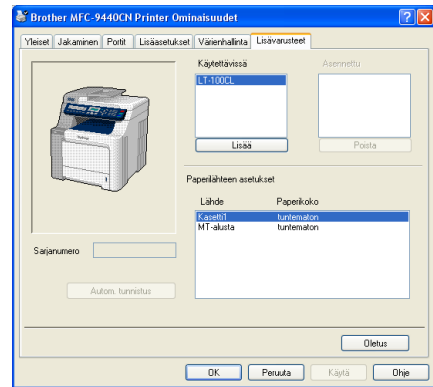 Brother MFC-9440CN Printer Ominaisuudet
Yleiset Jakaminen Portit Lisäasetukset Värienhallinta Lisävarusteet
Käytettävissä Asennettu
LT-100CL
Lisää Poista
Paperilähteen asetukset
Lähde Paperikoko
Kasetti1 tuntematon
MT-alusta tuntematon
Sarjanumero
Autom. tunnistus
Oletus
OK Peruuta Käytä Ohje